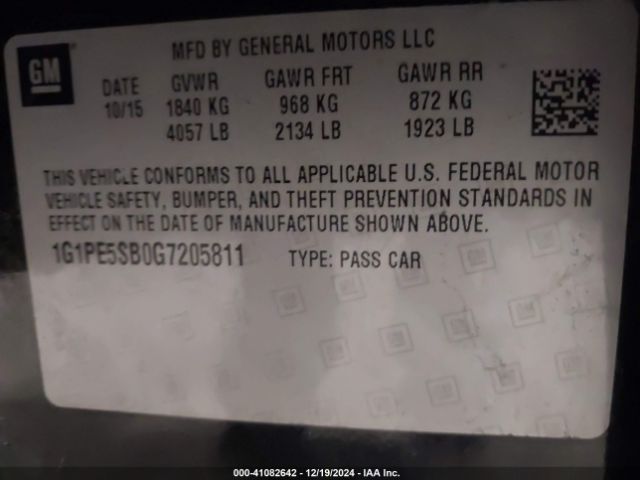 GM
MFD BY GENERAL MOTORS LLC
DATE GVWR GAWR FRT GAWR RR
10/15 1840 KG 968 KG 872 KG
4057 LB 2134 LB 1923 LB
THIS VEHICLE CONFORMS TO ALL APPLICABLE U.S. FEDERAL MOTOR
VEHICLE SAFETY, BUMPER, AND THEFT PREVENTION STANDARDS IN
EFFECT ON THE DATE OF MANUFACTURE SHOWN ABOVE.
1G1PE5SB0G7205811 TYPE: PASS CAR
000-41082642 - 12/19/2024 - IAA Inc.